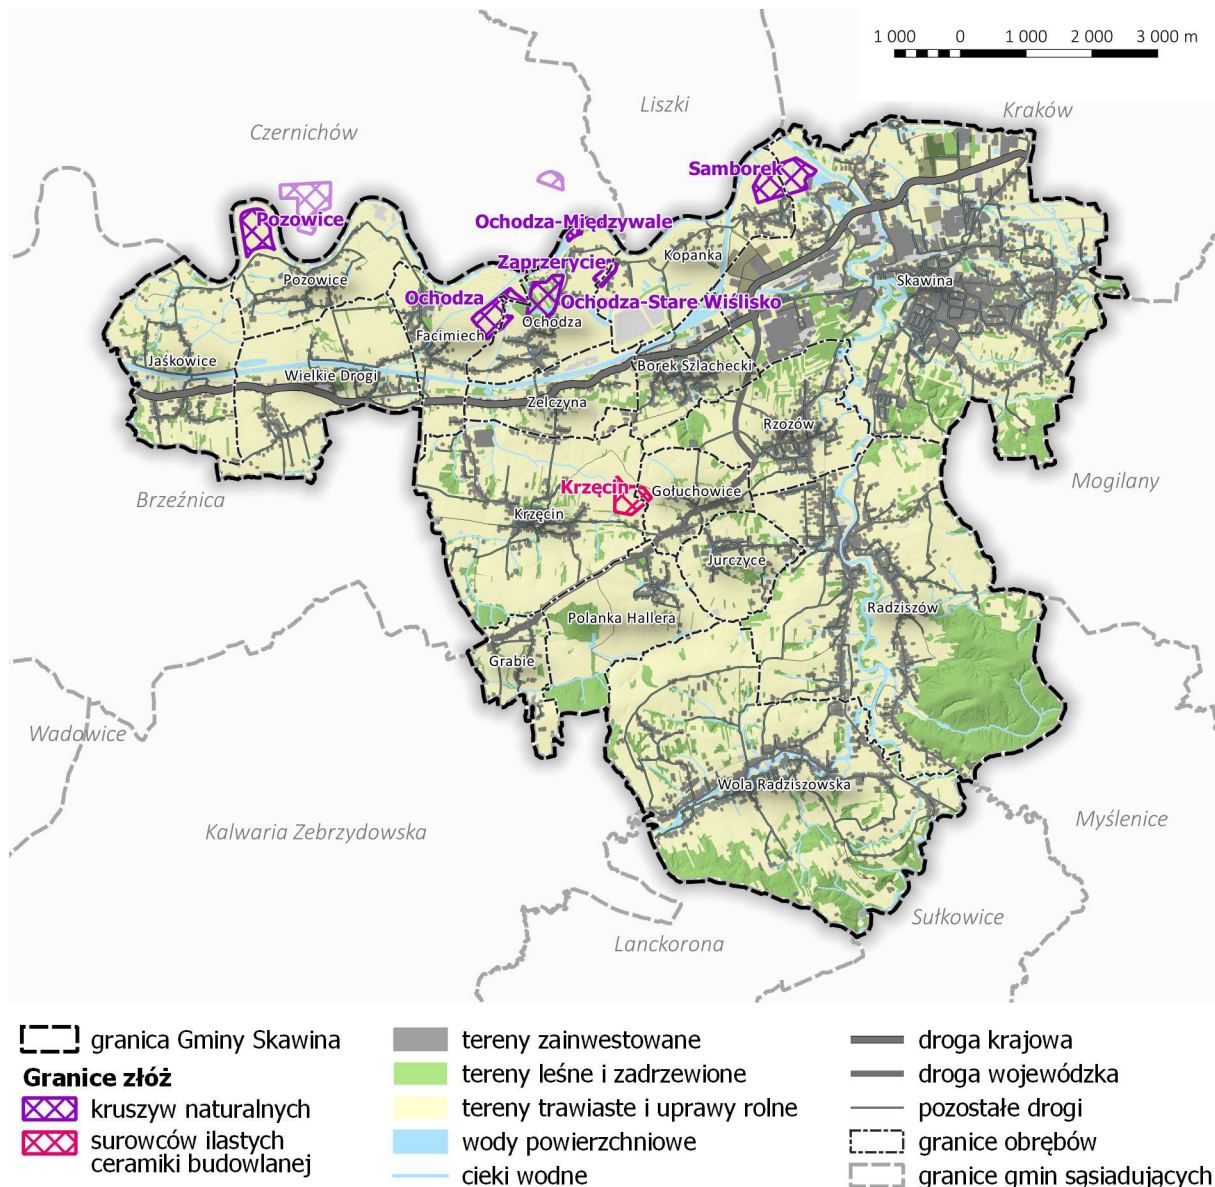 1 000 0 1 000 2 000 3 000 m
Liszki
Kraków
Czernichów
Samborek
Pozowice
Ochodza-Międzywale
Kopanka
Zaprzerycie
Pozowice
Skawina
Ochodza
Ochodza-Stare Wiślisko
Ochodza
Facimiech
Jaśkowice
Borek Szlachecki
Wielkie Drogi
Zelczyna
Rzozów
Mogilany
Krzęcin
Gołuchowice
Brzeźnica
Krzęcin
Jurczyce
Radziszów
Polanka Hallera
Grabie
Wadowice
Wola Radziszowska
Myślenice
Kalwaria Zebrzydowska
Sułkowice
Lanckorona
granica Gminy Skawina
Granice złóż
kruszyw naturalnych
surowców ilastych
ceramiki budowlanej
tereny zainwestowane
tereny leśne i zadrzewione
tereny trawiaste i uprawy rolne
wody powierzchniowe
cieki wodne
droga krajowa
droga wojewódzka
pozostałe drogi
granice obrębów
granice gmin sąsiadujących